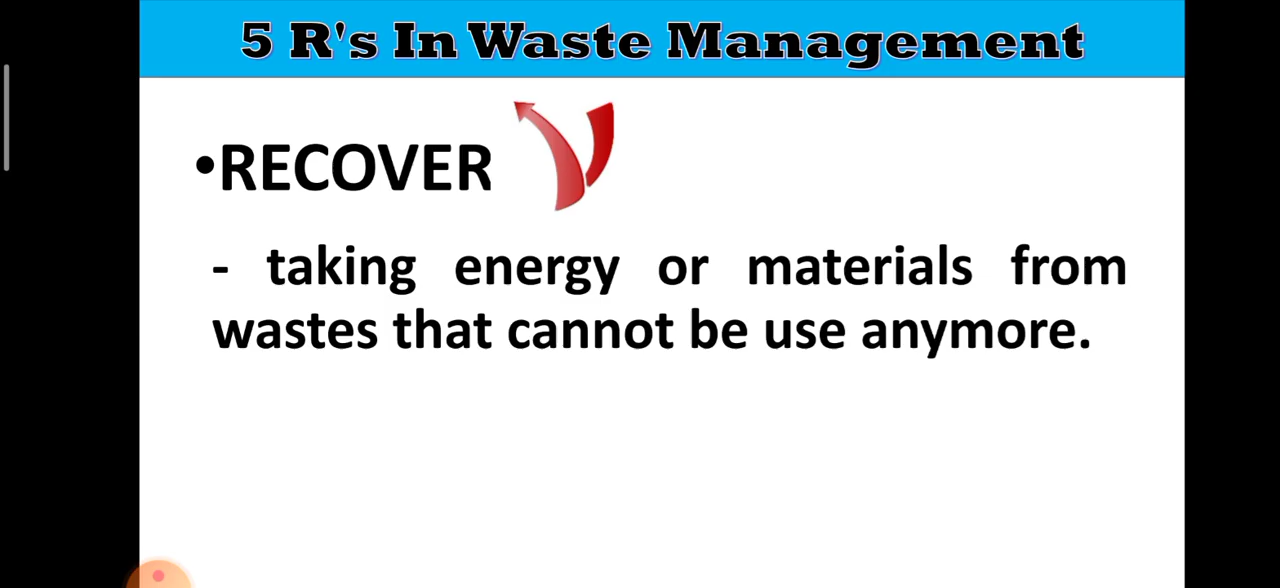 5 R's In Waste Management
•RECOVER
- taking energy or materials from
wastes that cannot be use anymore.